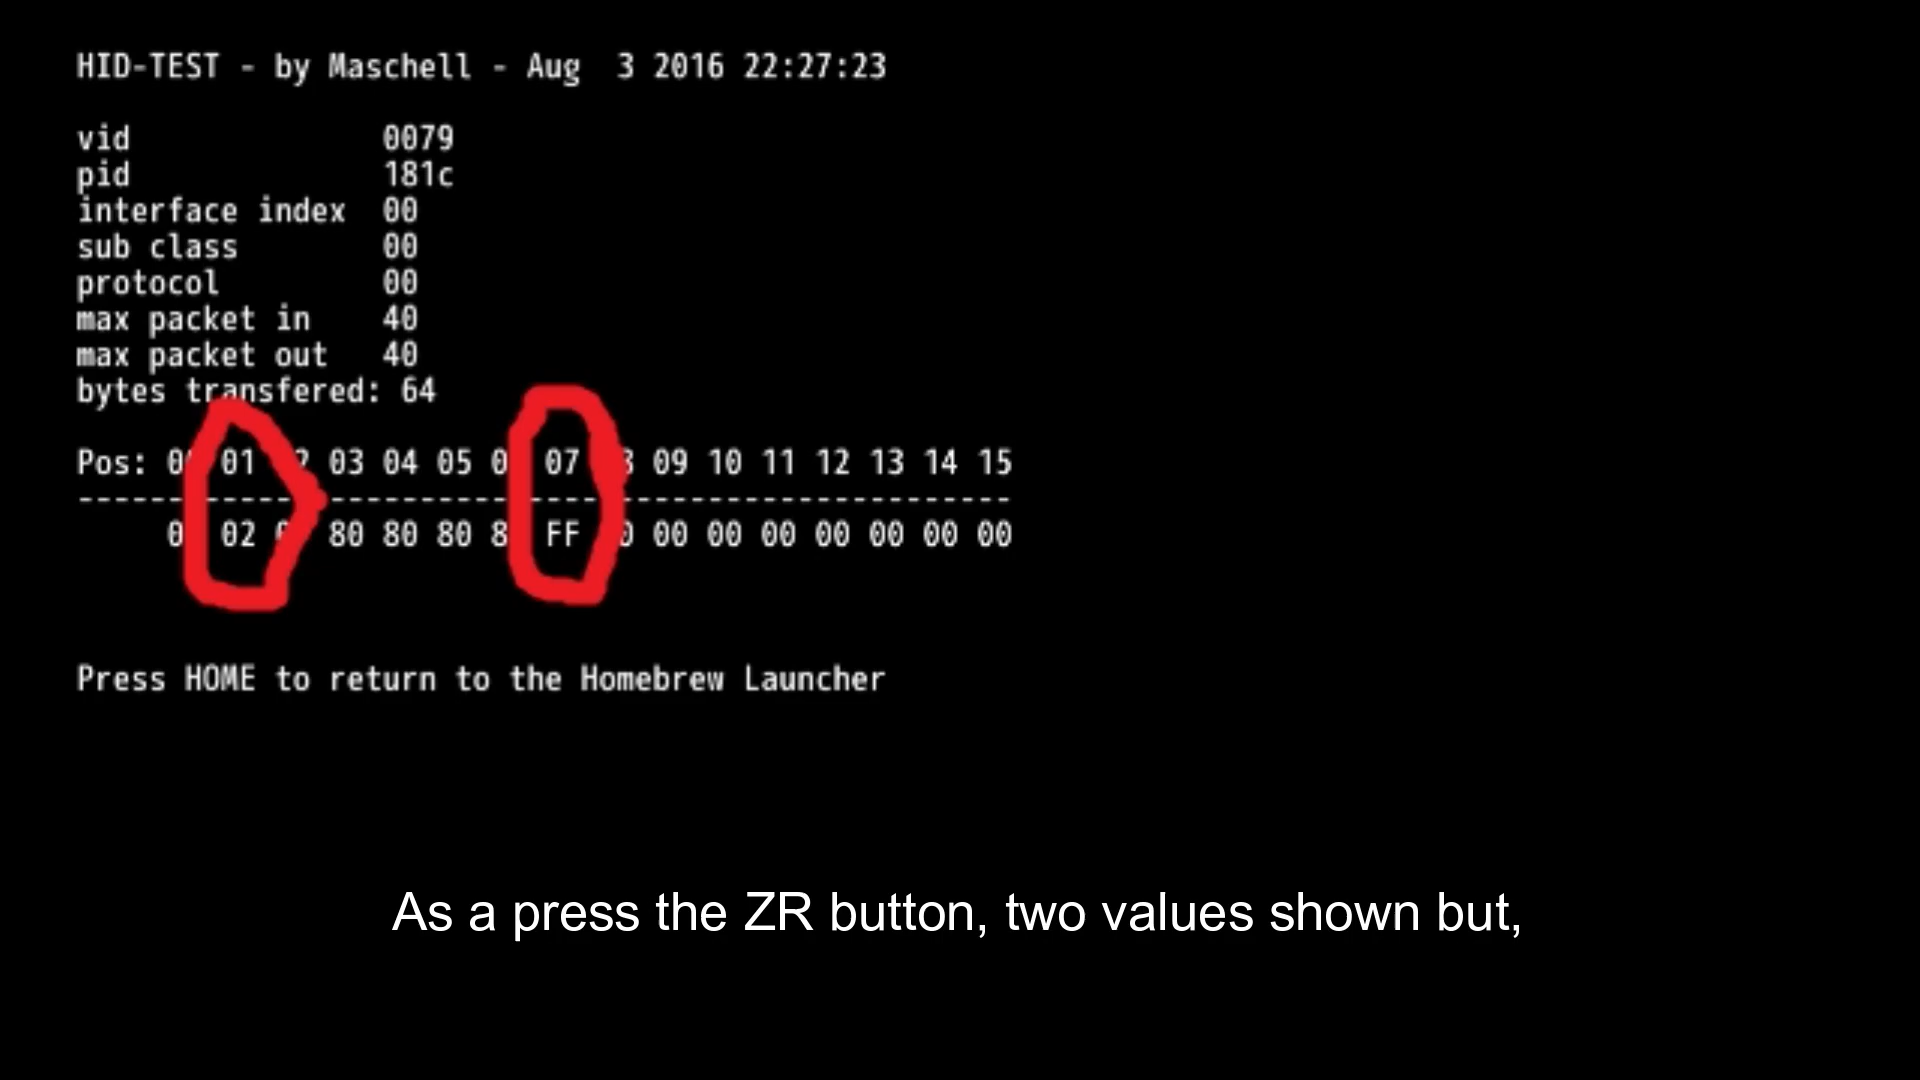 HID-TEST - by Maschell - Aug  3 2016 22:27:23
vid 0079
pid 181c
interface index 00
sub class 00
protocol 00
max packet in 40
max packet out 40
bytes transfered: 64
Pos: 01 03 04 05 07 09 10 11 12 13 14 15
---------------------------------------------------
02 80 80 80 FF 00 00 00 00 00 00 00
Press HOME to return to the Homebrew Launcher
As a press the ZR button, two values shown but,